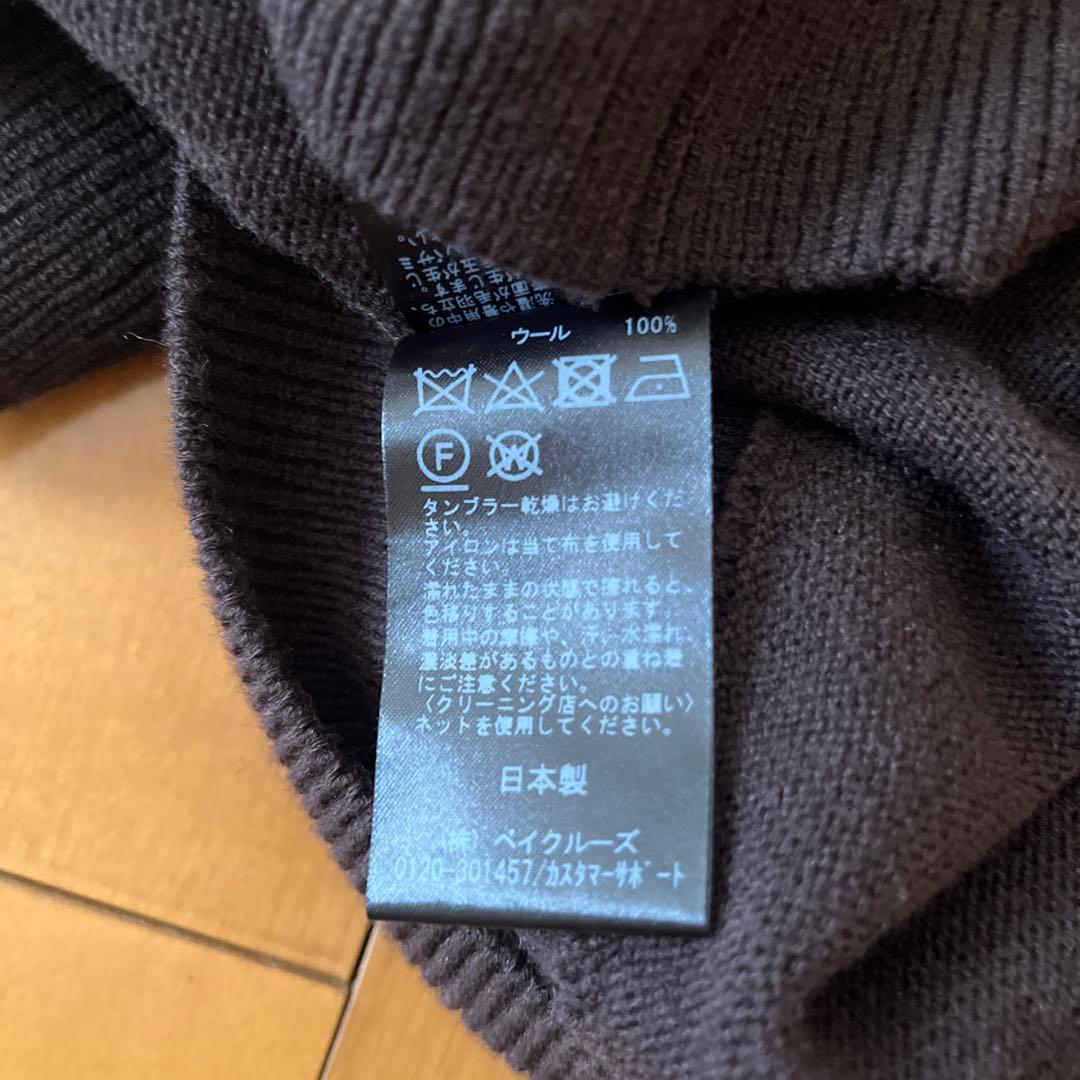 洗濯や着用中の
ウール 100%
F
W
タンブラー乾燥はお避けくだ
さい。
アイロンは当て布を使用して
ください。
濡れたままの状態で擦れると、
色移りすることがあります。
着用中の摩擦や、汗、水濡れ、
濃淡差があるものとの重ね着
にご注意ください。
〈クリーニング店へのお願い〉
ネットを使用してください。
日本製
(株) ベイクルーズ
0120-301457/カスタマーサポート